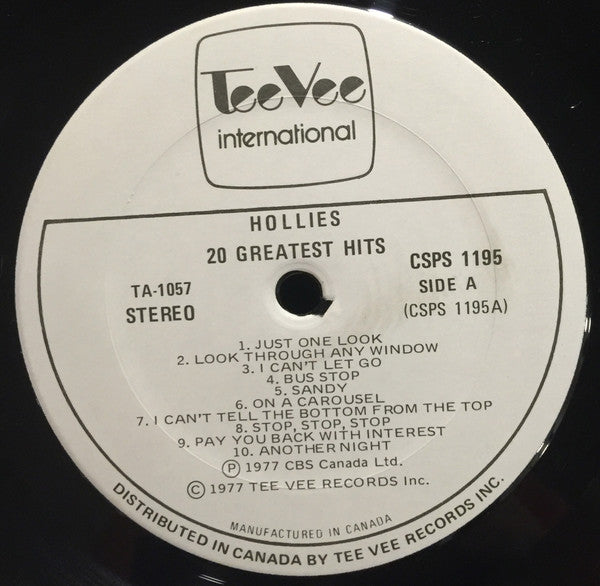 TeeVee
international
HOLLIES
20 GREATEST HITS
TA-1057
STEREO
CSPS 1195
SIDE A
(CSPS 1195A)
1. JUST ONE LOOK
2. LOOK THROUGH ANY WINDOW
3. I CAN'T LET GO
4. BUS STOP
5. SANDY
6. ON A CAROUSEL
7. I CAN'T TELL THE BOTTOM FROM THE TOP
8. STOP, STOP, STOP
9. PAY YOU BACK WITH INTEREST
10. ANOTHER NIGHT
Ⓟ 1977 CBS Canada Ltd.
© 1977 TEE VEE RECORDS Inc.
MANUFACTURED IN CANADA
DISTRIBUTED IN CANADA BY TEE VEE RECORDS INC.